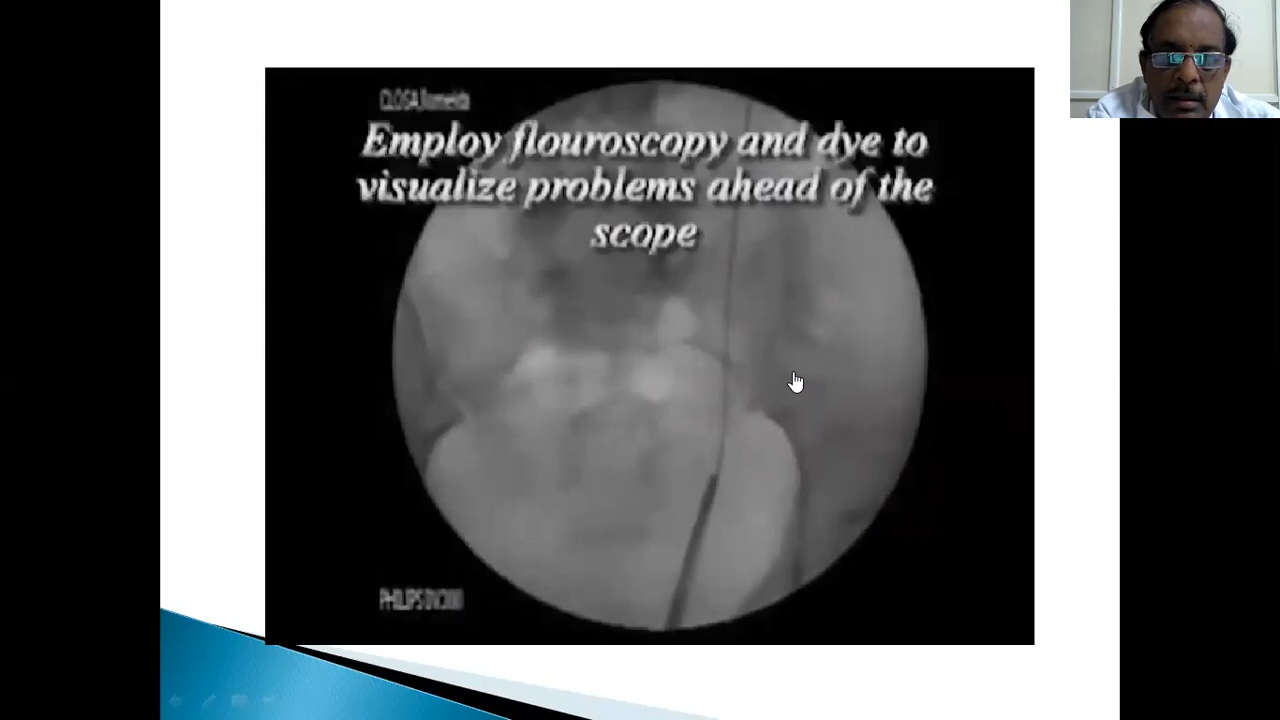 Employ flouroscopy and dye to
visualize problems ahead of the
scope